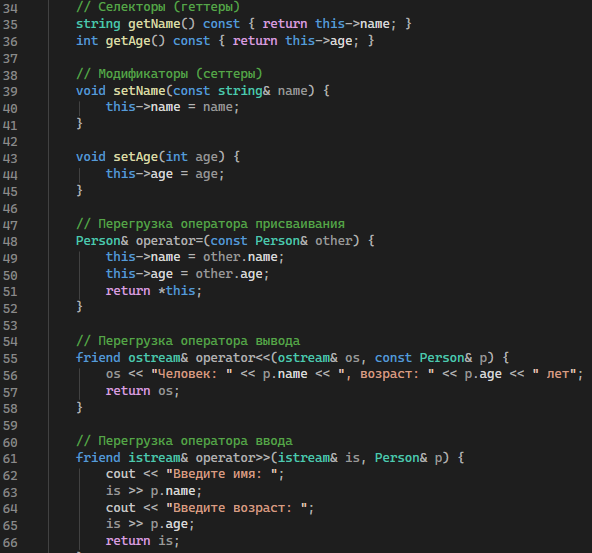 34 // Селекторы (геттеры)
35 string getName() const { return this->name; }
36 int getAge() const { return this->age; }
37
38 // Модификаторы (сеттеры)
39 void setName(const string& name) {
40 this->name = name;
41 }
42
43 void setAge(int age) {
44 this->age = age;
45 }
46
47 // Перегрузка оператора присваивания
48 Person& operator=(const Person& other) {
49 this->name = other.name;
50 this->age = other.age;
51 return *this;
52 }
53
54 // Перегрузка оператора вывода
55 friend ostream& operator<<(ostream& os, const Person& p) {
56 os << "Человек: " << p.name << ", возраст: " << p.age << " лет";
57 return os;
58 }
59
60 // Перегрузка оператора ввода
61 friend istream& operator>>(istream& is, Person& p) {
62 cout << "Введите имя: ";
63 is >> p.name;
64 cout << "Введите возраст: ";
65 is >> p.age;
66 return is;